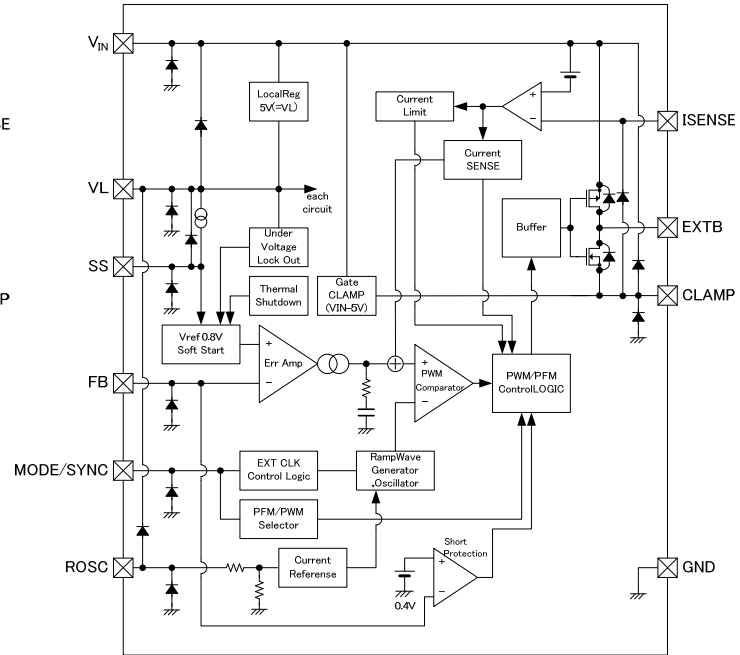 VIN
LocalReg
5V(=VL)
Current
Limit
+
−
ISENSE
SE
Current
SENSE
VL
each
circuit
Buffer
EXTB
Under
Voltage
Lock Out
SS
Thermal
Shutdown
Gate
CLAMP
(VIN-5V)
CLAMP
P
Vref 0.8V
Soft Start
+
Err Amp
−
+
PWM
Comparator
−
PWM/PFM
ControlLOGIC
FB
MODE/SYNC
EXT CLK
Control Logic
RampWave
Generator
.Oscillator
PFM/PWM
Selector
Short
Protection
+
−
ROSC
Current
Referense
0.4V
GND